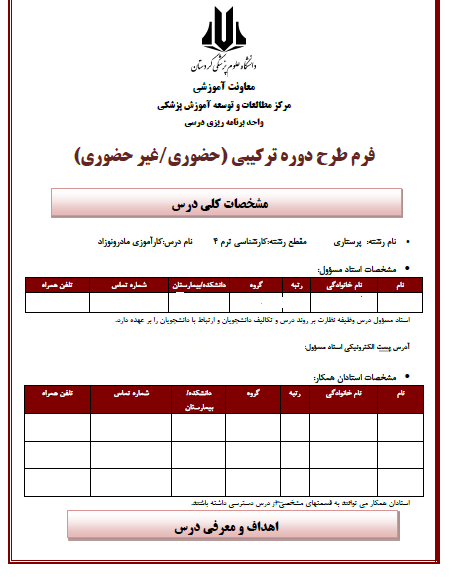 دانشگاه علوم پزشکی کردستان
معاونت آموزشی
مرکز مطالعات و توسعه آموزش پزشکی
واحد برنامه ریزی درسی
فرم طرح دوره ترکیبی (حضوری/غیر حضوری)
مشخصات کلی درس
• نام رشته: پرستاری مقطع رشته:کارشناسی ترم ۴ نام درس:کارآموزی مادرونوزاد
• مشخصات استاد مسؤول:
نام نام خانوادگی رتبه گروه دانشکده/بیمارستان شماره تماس تلفن همراه
استاد مسؤول درس وظیفه نظارت بر روند درس و تکالیف دانشجویان و ارتباط با دانشجویان را بر عهده دارد.
آدرس پست الکترونیکی استاد مسؤول:
• مشخصات استادان همکار:
نام نام خانوادگی رتبه گروه دانشکده/ شماره تماس تلفن همراه
بیمارستان
استادان همکار می توانند به قسمتهای مشخصی از درس دسترسی داشته باشند.
اهداف و معرفی درس